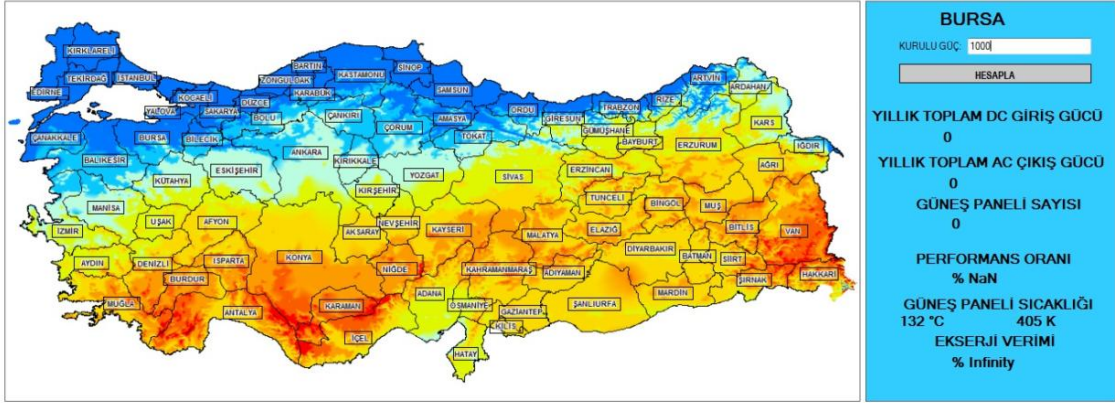 KIRKLARELİ
TEKİRDAĞ
İSTANBUL
EDİRNE
KOCAELİ
YALOVA
SAKARYA
DÜZCE
BOLU
ZONGULDAK
BARTIN
KARABÜK
KASTAMONU
SİNOP
SAMSUN
ÇANKIRI
ÇORUM
AMASYA
TOKAT
ORDU
GİRESUN
TRABZON
RİZE
ARTVİN
ARDAHAN
KARS
IĞDIR
GÜMÜŞHANE
BAYBURT
ERZURUM
AĞRI
ÇANAKKALE
BURSA
BİLECİK
BALIKESİR
KÜTAHYA
ESKİŞEHİR
ANKARA
KIRIKKALE
KIRŞEHİR
YOZGAT
SİVAS
ERZİNCAN
TUNCELİ
BİNGÖL
MUŞ
BİTLİS
VAN
MANİSA
İZMİR
UŞAK
AFYON
AKSARAY
NEVŞEHİR
KAYSERİ
MALATYA
ELAZIĞ
DİYARBAKIR
BATMAN
SİİRT
AYDIN
DENİZLİ
ISPARTA
BURDUR
KONYA
NİĞDE
KAHRAMANMARAŞ
ADIYAMAN
MARDİN
ŞIRNAK
HAKKARİ
MUĞLA
ANTALYA
KARAMAN
İÇEL
ADANA
OSMANİYE
GAZİANTEP
KİLİS
ŞANLIURFA
HATAY
BURSA
KURULU GÜÇ: 1000
HESAPLA
YILLIK TOPLAM DC GİRİŞ GÜCÜ
0
YILLIK TOPLAM AC ÇIKIŞ GÜCÜ
0
GÜNEŞ PANELİ SAYISI
0
PERFORMANS ORANI
% NaN
GÜNEŞ PANELİ SICAKLIĞI
132 °C 405 K
EKSERJİ VERİMİ
% Infinity